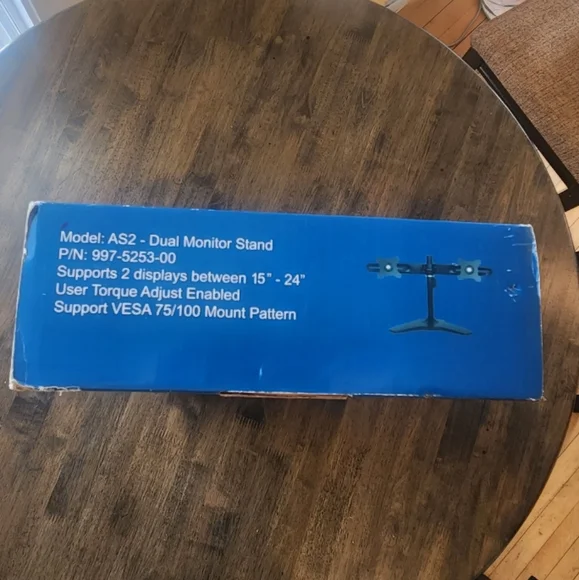 Model: AS2 - Dual Monitor Stand
P/N: 997-5253-00
Supports 2 displays between 15" - 24"
User Torque Adjust Enabled
Support VESA 75/100 Mount Pattern